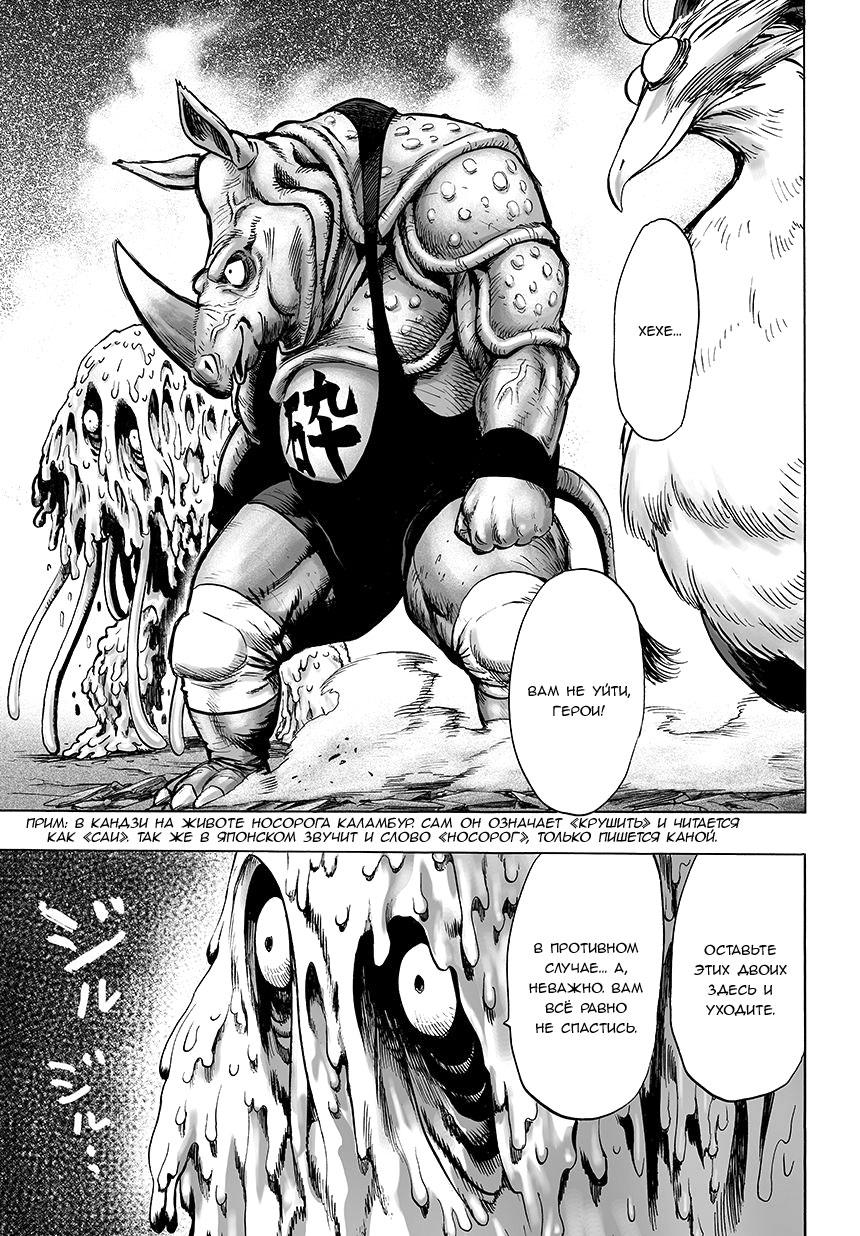 ХЕХЕ...
砕
ВАМ НЕ УЙТИ,
ГЕРОИ!
ПРИМ: В КАНДЗИ НА ЖИВОТЕ НОСОРОГА КАЛАМБУР. САМ ОН ОЗНАЧАЕТ «КРУШИТЬ» И ЧИТАЕТСЯ
КАК «САИ». ТАК ЖЕ В ЯПОНСКОМ ЗВУЧИТ И СЛОВО «НОСОРОГ», ТОЛЬКО ПИШЕТСЯ КАНОЙ.
ОСТАВЬТЕ
ЭТИХ ДВОИХ
ЗДЕСЬ И
УХОДИТЕ.
В ПРОТИВНОМ
СЛУЧАЕ... А,
НЕВАЖНО. ВАМ
ВСЁ РАВНО
НЕ СПАСТИСЬ.
ジル
ジル...